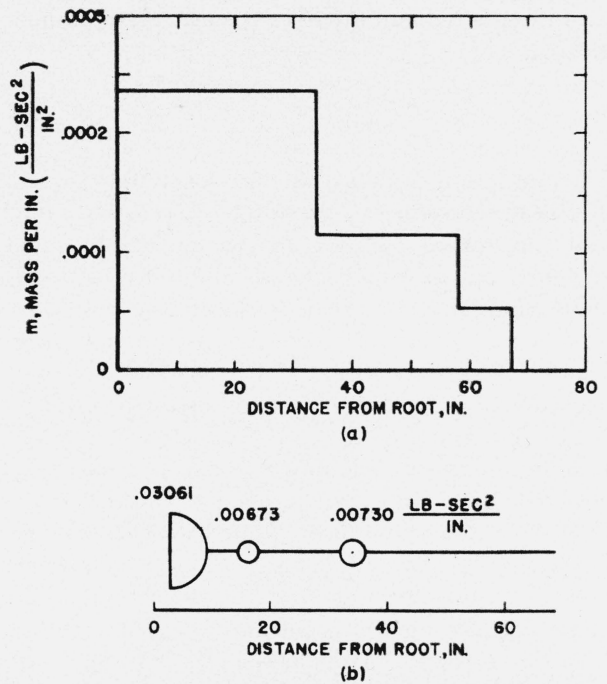 .0005
.0002
.0001
0
m, MASS PER IN. (LB-SEC²/IN.²)
0 20 40 60 80
DISTANCE FROM ROOT, IN.
(a)
.03061
.00673
.00730 LB-SEC²/IN.
0 20 40 60
DISTANCE FROM ROOT, IN.
(b)